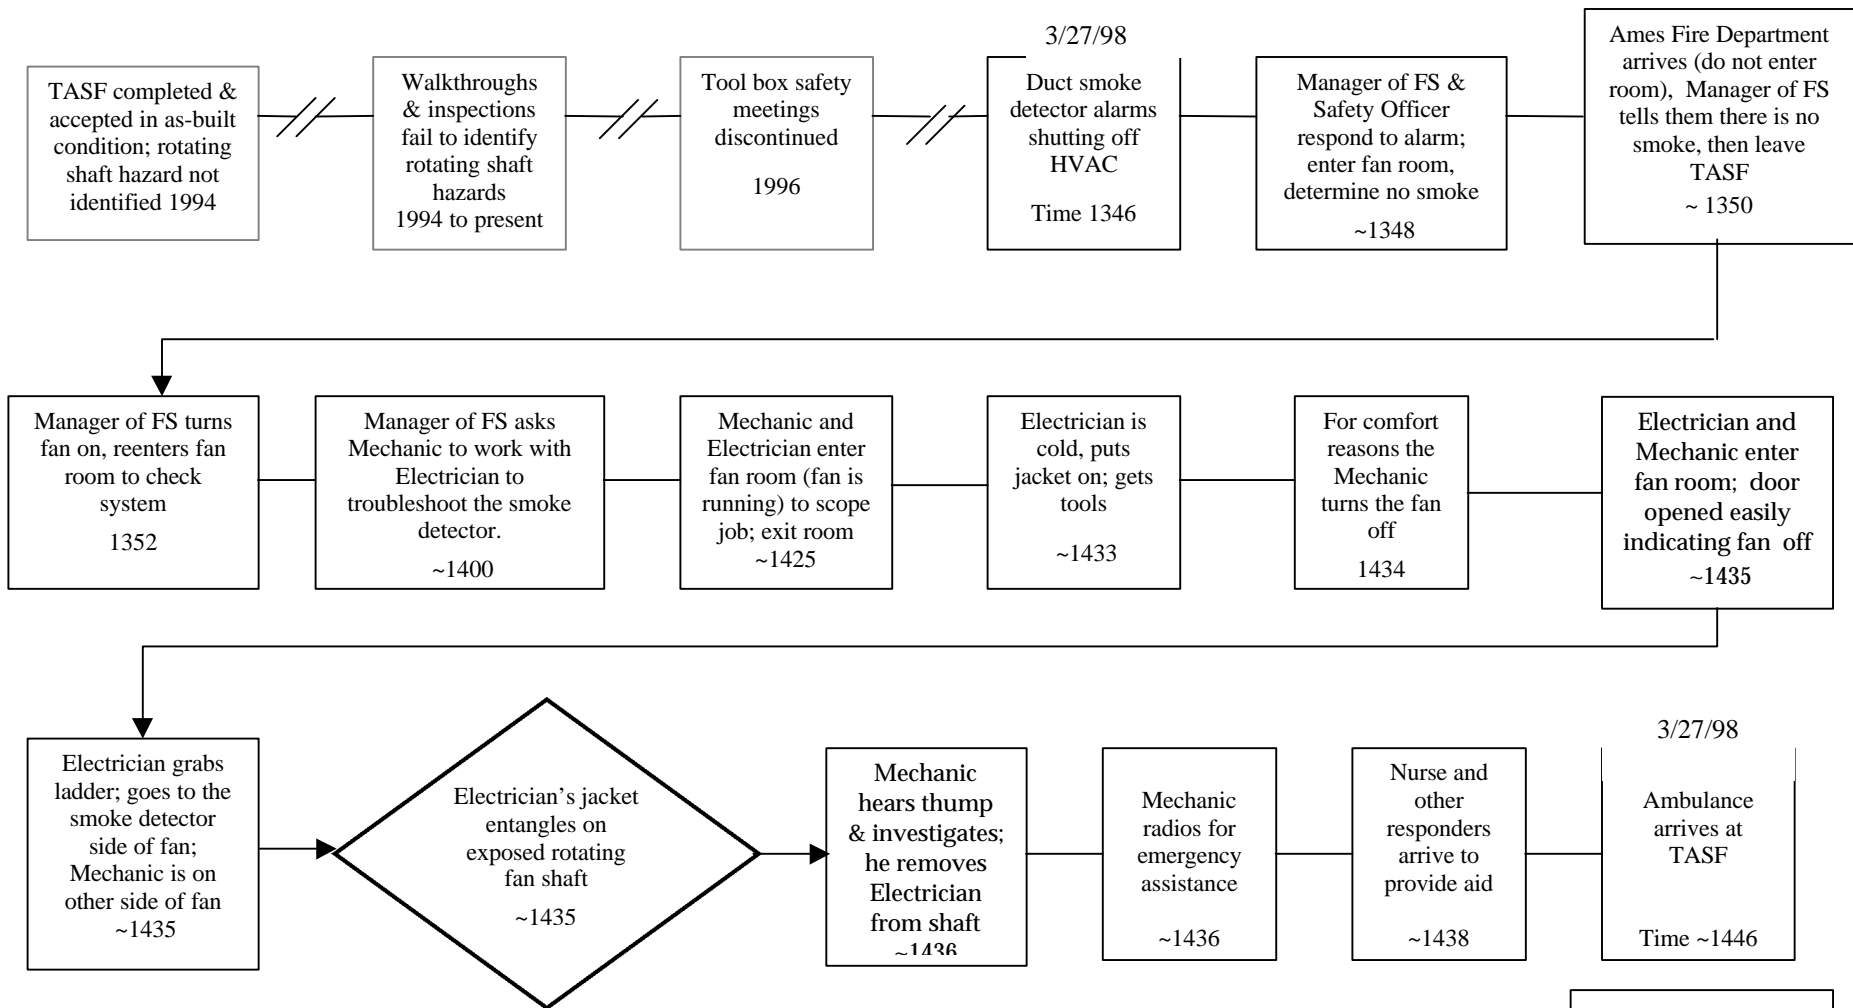 TASF completed &
accepted in as-built
condition; rotating
shaft hazard not
identified 1994
Walkthroughs
& inspections
fail to identify
rotating shaft
hazards
1994 to present
Tool box safety
meetings
discontinued
1996
3/27/98
Duct smoke
detector alarms
shutting off
HVAC
Time 1346
Manager of FS &
Safety Officer
respond to alarm;
enter fan room,
determine no smoke
~1348
Ames Fire Department
arrives (do not enter
room), Manager of FS
tells them there is no
smoke, then leave
TASF
~ 1350
Manager of FS turns
fan on, reenters fan
room to check
system
1352
Manager of FS asks
Mechanic to work with
Electrician to
troubleshoot the smoke
detector.
~1400
Mechanic and
Electrician enter
fan room (fan is
running) to scope
job; exit room
~1425
Electrician is
cold, puts
jacket on; gets
tools
~1433
For comfort
reasons the
Mechanic
turns the fan
off
1434
Electrician and
Mechanic enter
fan room; door
opened easily
indicating fan off
~1435
Electrician grabs
ladder; goes to the
smoke detector
side of fan;
Mechanic is on
other side of fan
~1435
Electrician’s jacket
entangles on
exposed rotating
fan shaft
~1435
Mechanic
hears thump
& investigates;
he removes
Electrician
from shaft
~1436
Mechanic
radios for
emergency
assistance
~1436
Nurse and
other
responders
arrive to
provide aid
~1438
3/27/98
Ambulance
arrives at
TASF
Time ~1446